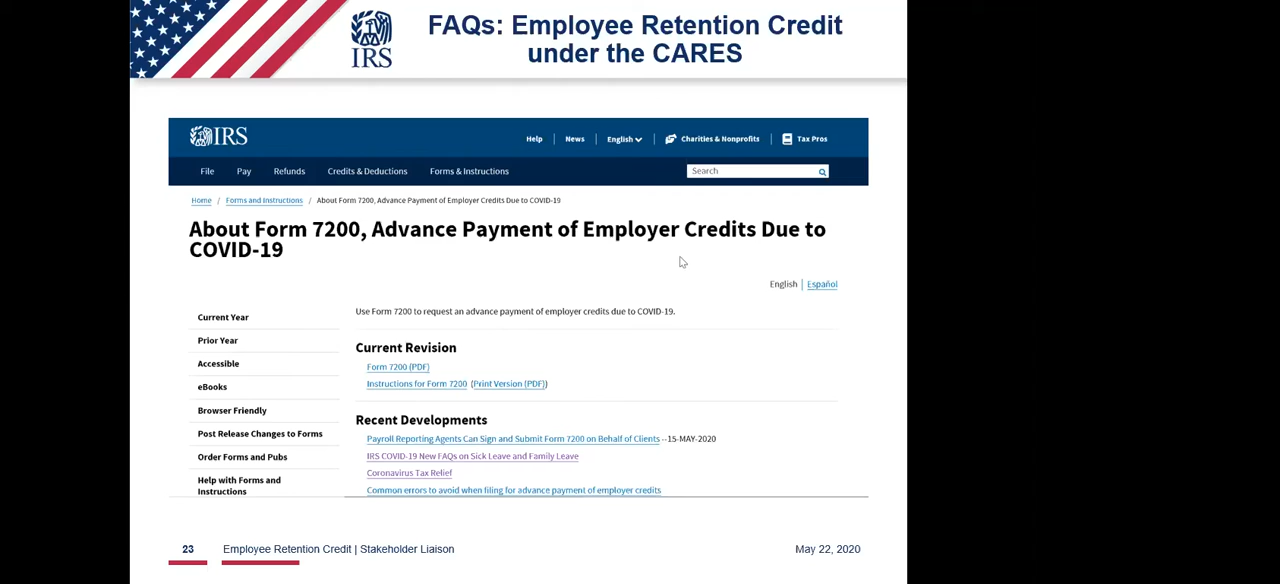 FAQs: Employee Retention Credit
under the CARES
IRS
IRS
Help
News
English
Charities & Nonprofits
Tax Pros
File
Pay
Refunds
Credits & Deductions
Forms & Instructions
Search
Home / Forms and Instructions / About Form 7200, Advance Payment of Employer Credits Due to COVID-19
About Form 7200, Advance Payment of Employer Credits Due to
COVID-19
English | Español
Current Year
Prior Year
Accessible
eBooks
Browser Friendly
Post Release Changes to Forms
Order Forms and Pubs
Help with Forms and
Instructions
Use Form 7200 to request an advance payment of employer credits due to COVID-19.
Current Revision
Form 7200 (PDF)
Instructions for Form 7200 (Print Version (PDF))
Recent Developments
Payroll Reporting Agents Can Sign and Submit Form 7200 on Behalf of Clients --15-MAY-2020
IRS COVID-19 New FAQs on Sick Leave and Family Leave
Coronavirus Tax Relief
Common errors to avoid when filing for advance payment of employer credits
23
Employee Retention Credit | Stakeholder Liaison
May 22, 2020